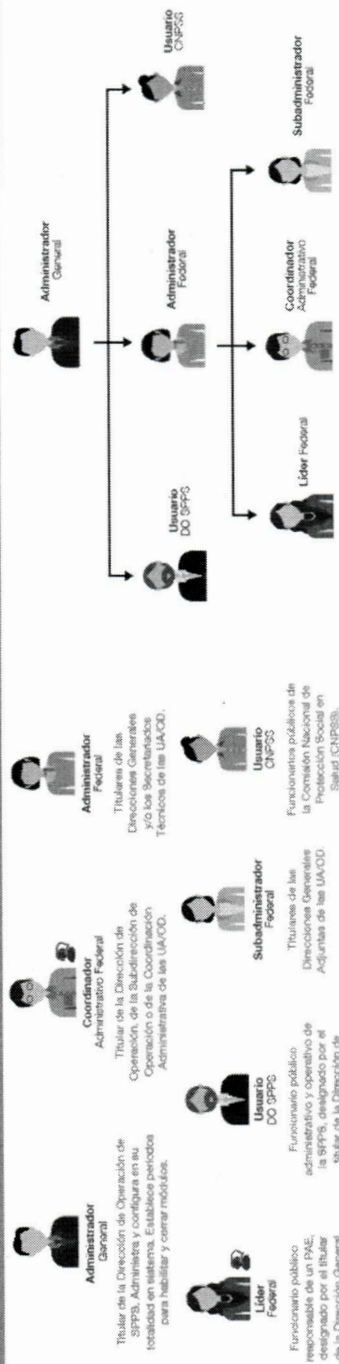 Administrador
General
Titular de la Dirección de Operación de
SPPS, Administra y configura en su
totalidad en sistema. Establece periodos
para habilitar y cerrar módulos.
Coordinador
Administrativo Federal
Titular de la Dirección de
Operación, de la Subdirección de
Operación o de la Coordinación
Administrativa de las UA/OD.
Administrador
Federal
Titulares de las
Direcciones Generales
y/o los Secretariados
Técnicos de las UA/OD.
Líder
Federal
Funcionario público
responsable de un PAE,
designado por el titular
de la Dirección General
Usuario
DO SPPS
Funcionario público
administrativo y operativo de
la SPPS, designado por el
titular de la Dirección de
Subadministrador
Federal
Titulares de las
Direcciones Generales
Adjuntas de las UA/OD.
Usuario
CNPSS
Funcionarios públicos de
la Comisión Nacional de
Protección Social en
Salud (CNPSS).
Administrador
General
Usuario
DO SPPS
Administrador
Federal
Usuario
CNPSS
Líder Federal
Coordinador
Administrativo
Federal
Subadministrador
Federal